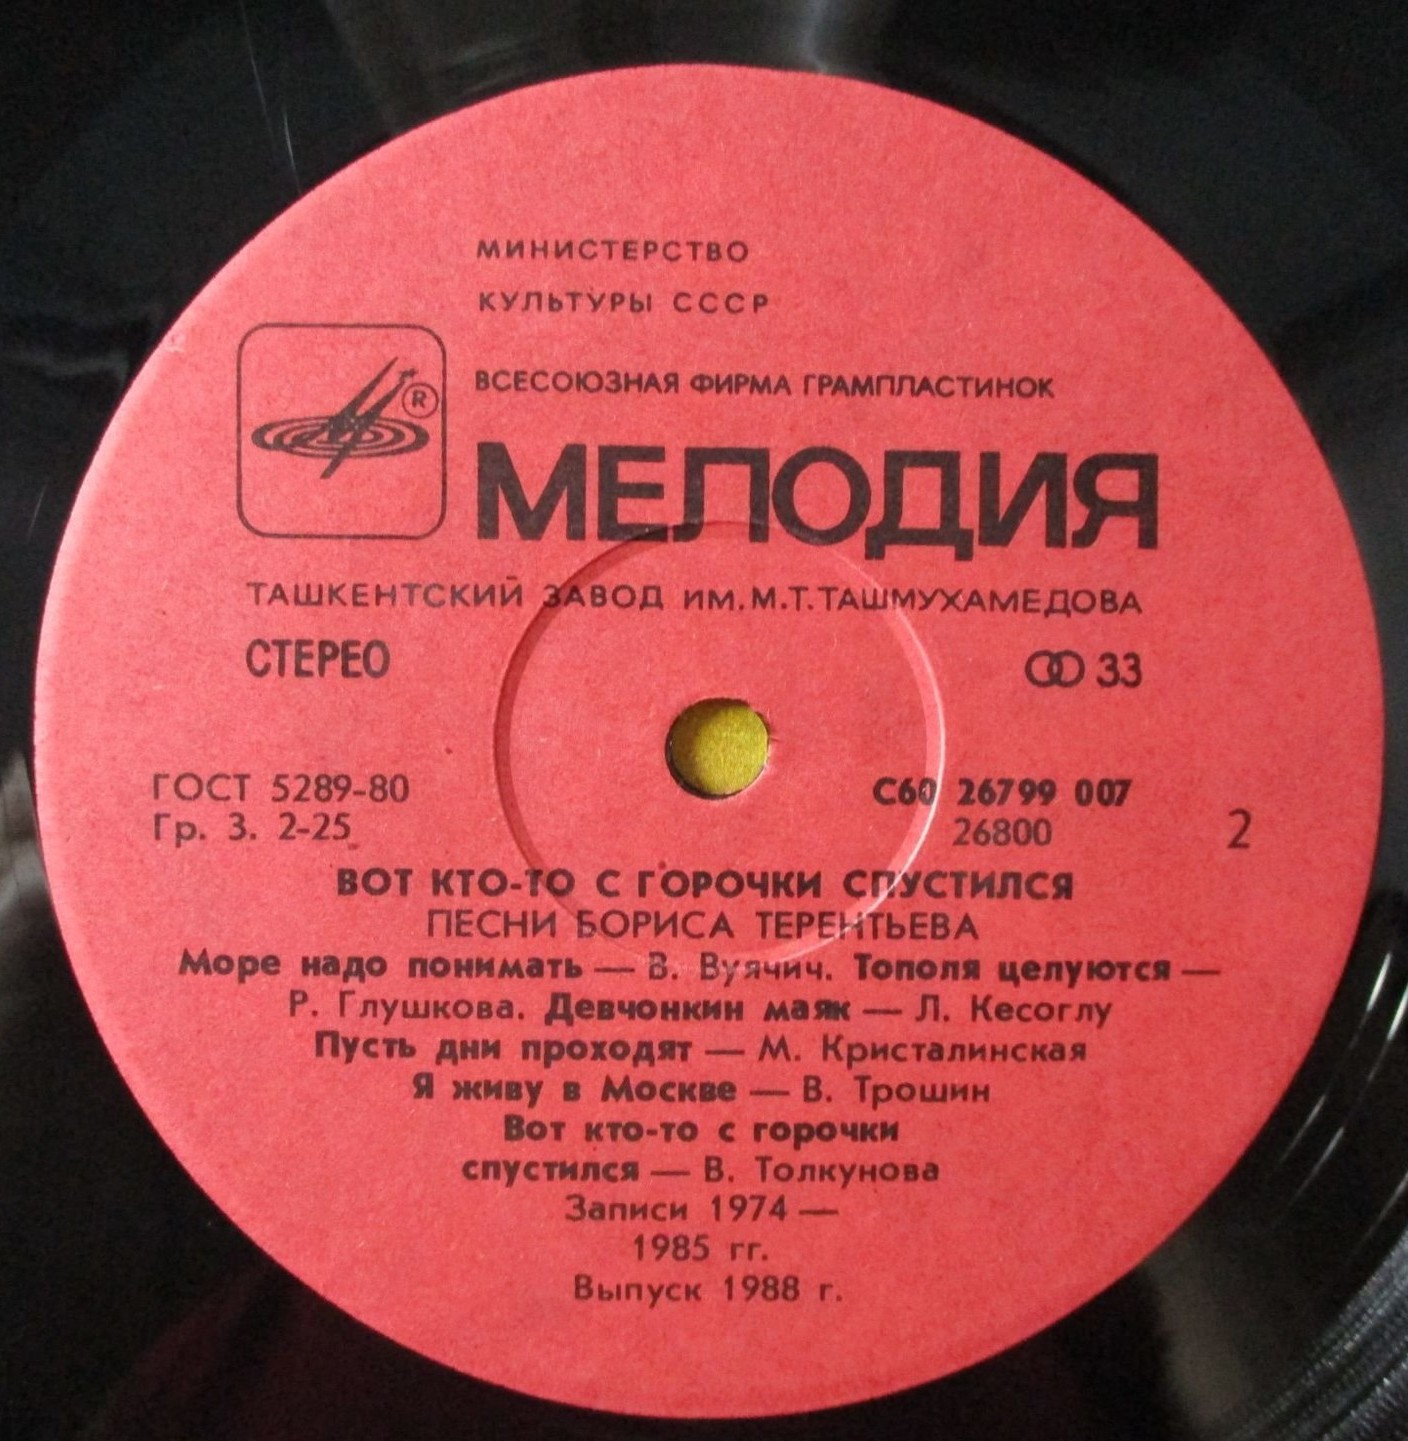 МИНИСТЕРСТВО
КУЛЬТУРЫ СССР
ВСЕСОЮЗНАЯ ФИРМА ГРАМПЛАСТИНОК
®
МЕЛОДИЯ
ТАШКЕНТСКИЙ ЗАВОД ИМ. М.Т. ТАШМУХАМЕДОВА
СТЕРЕО 33
ГОСТ 5289-80 С60 26799 007
Гр. 3. 2-25 26800 2
ВОТ КТО-ТО С ГОРОЧКИ СПУСТИЛСЯ
ПЕСНИ БОРИСА ТЕРЕНТЬЕВА
Море надо понимать — В. Вуячич. Тополя целуются —
Р. Глушкова. Девчонкин маяк — Л. Кесоглу
Пусть дни проходят — М. Кристалинская
Я живу в Москве — В. Трошин
Вот кто-то с горочки
спустился — В. Толкунова
Записи 1974 —
1985 гг.
Выпуск 1988 г.